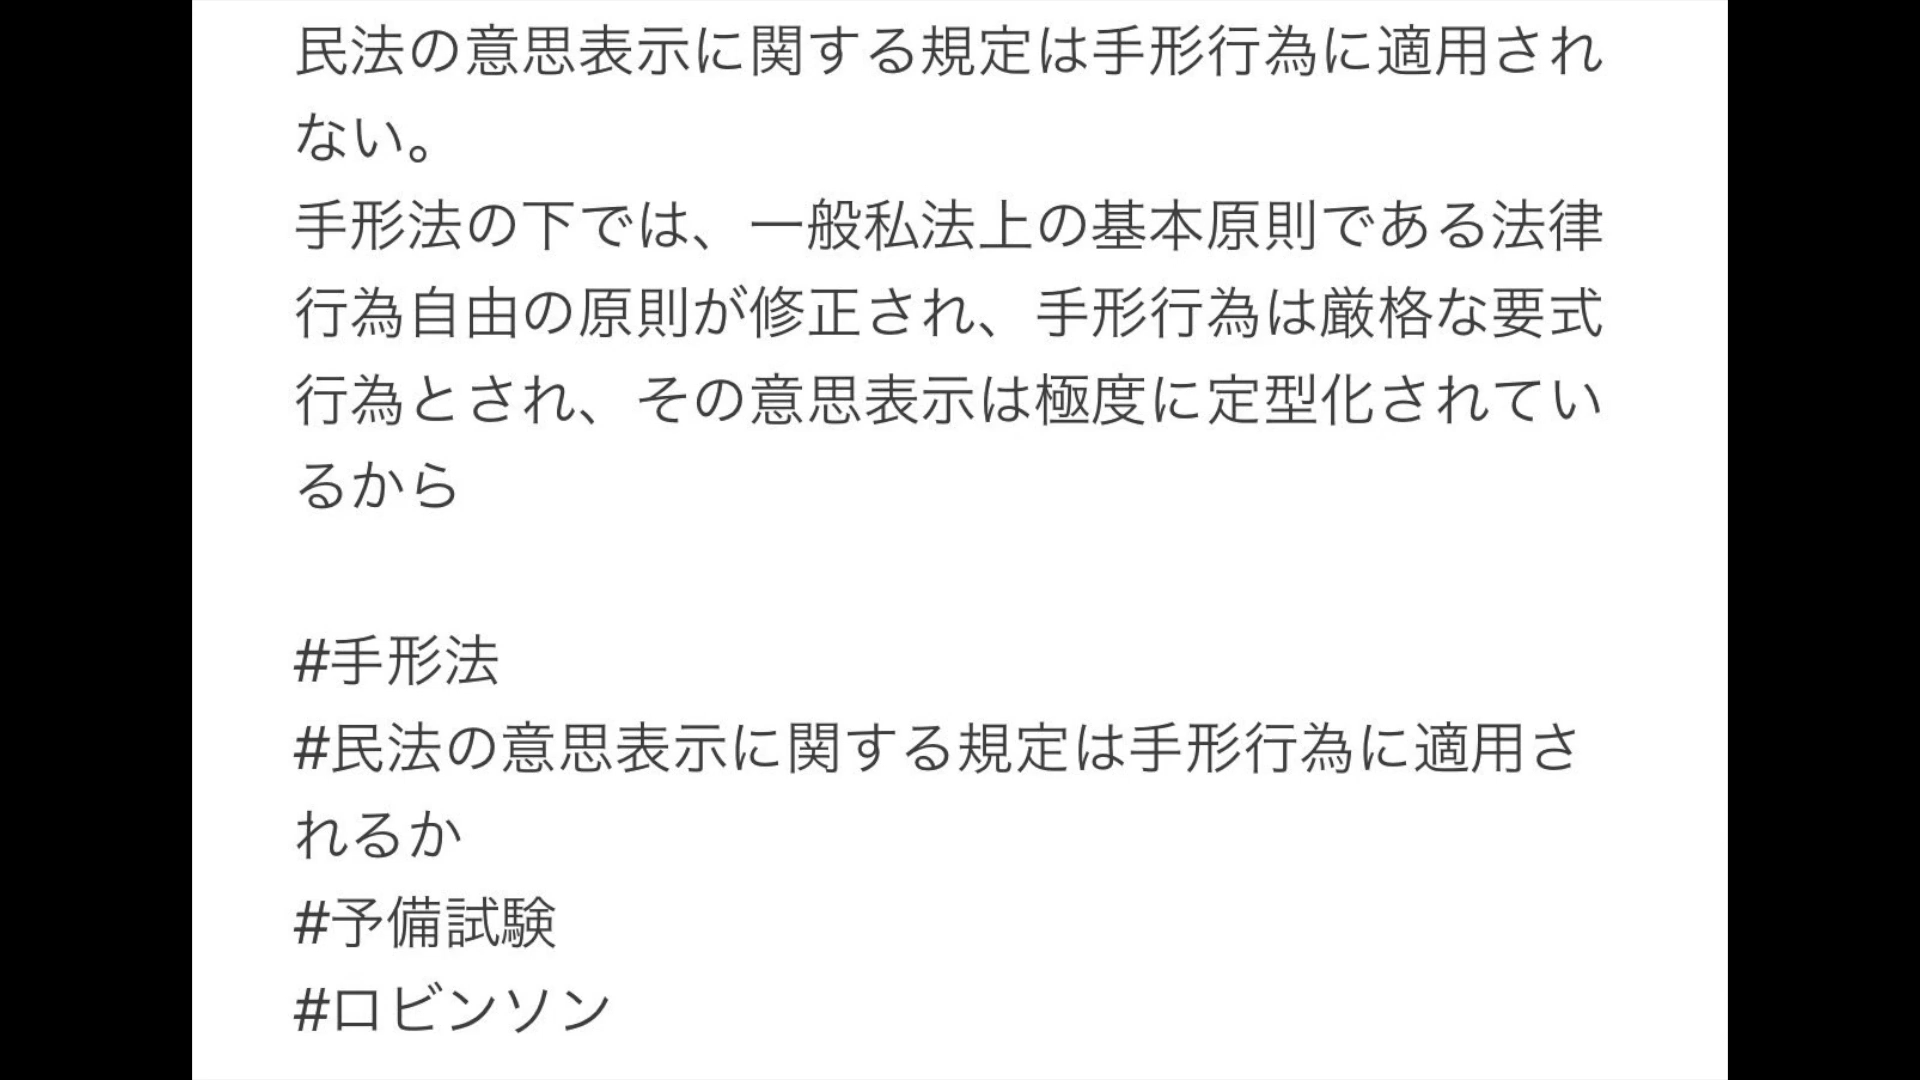 民法の意思表示に関する規定は手形行為に適用され
ない。
手形法の下では、一般私法上の基本原則である法律
行為自由の原則が修正され、手形行為は厳格な要式
行為とされ、その意思表示は極度に定型化されてい
るから
#手形法
#民法の意思表示に関する規定は手形行為に適用さ
れるか
#予備試験
#ロビンソン